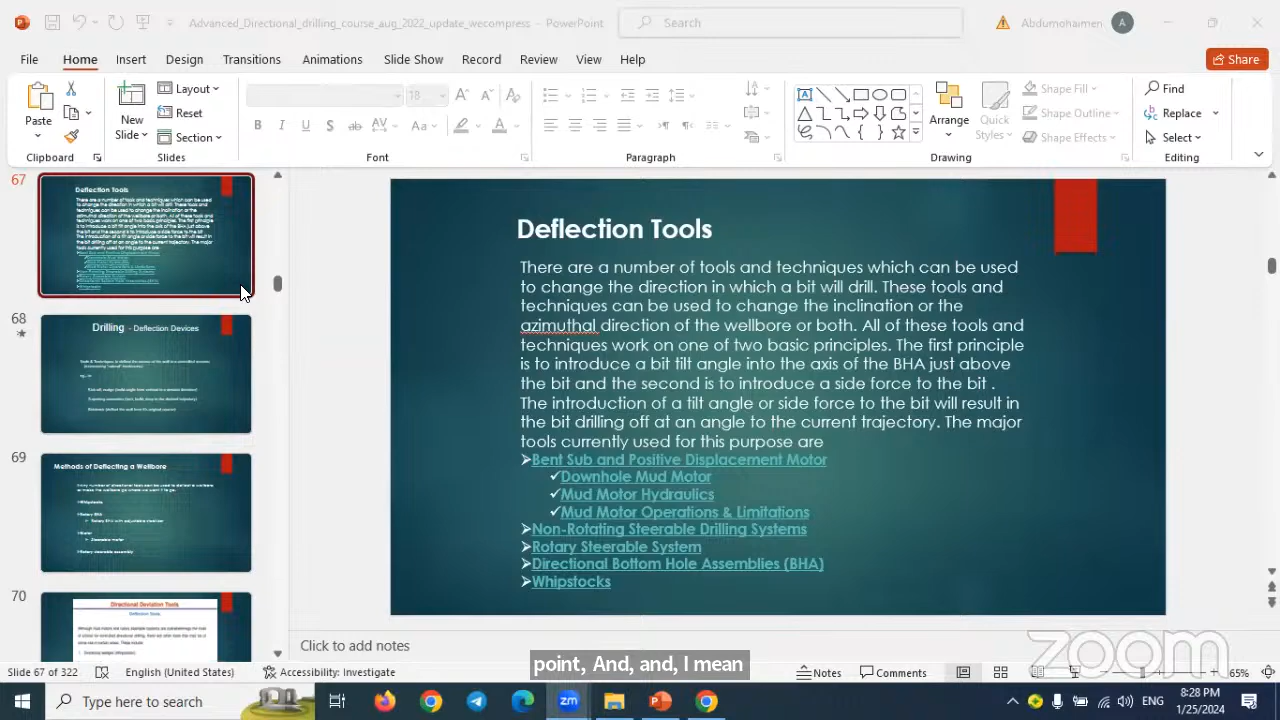 Advanced_Directional_drilling_course_aug_2022_update_wecompress - PowerPoint
Search
Abdumohaimen
A
File Home Insert Design Transitions Animations Slide Show Record Review View Help
Share
Paste
Clipboard
New Slide
Layout
Reset
Section
Slides
18
Font
Paragraph
Arrange
Quick Styles
Shape Fill
Shape Outline
Shape Effects
Drawing
Find
Replace
Select
Editing
67
Deflection Tools
68
Drilling - Deflection Devices
69
Methods of Deflecting a Wellbore
70
Directional Deviation Tools
Deflection Tools
There are a number of tools and techniques which can be used
to change the direction in which a bit will drill. These tools and
techniques can be used to change the inclination or the
azimuthal direction of the wellbore or both. All of these tools and
techniques work on one of two basic principles. The first principle
is to introduce a bit tilt angle into the axis of the BHA just above
the bit and the second is to introduce a side force to the bit .
The introduction of a tilt angle or side force to the bit will result in
the bit drilling off at an angle to the current trajectory. The major
tools currently used for this purpose are
➢Bent Sub and Positive Displacement Motor
✓Downhole Mud Motor
✓Mud Motor Hydraulics
✓Mud Motor Operations & Limitations
➢Non-Rotating Steerable Drilling Systems
➢Rotary Steerable System
➢Directional Bottom Hole Assemblies (BHA)
➢Whipstocks
Click to add notes
point, And, and, I mean
zoom
Slide 67 of 322
English (United States)
Accessibility: Investigate
Notes
Comments
65%
Type here to search
zm
ENG
8:28 PM
1/25/2024